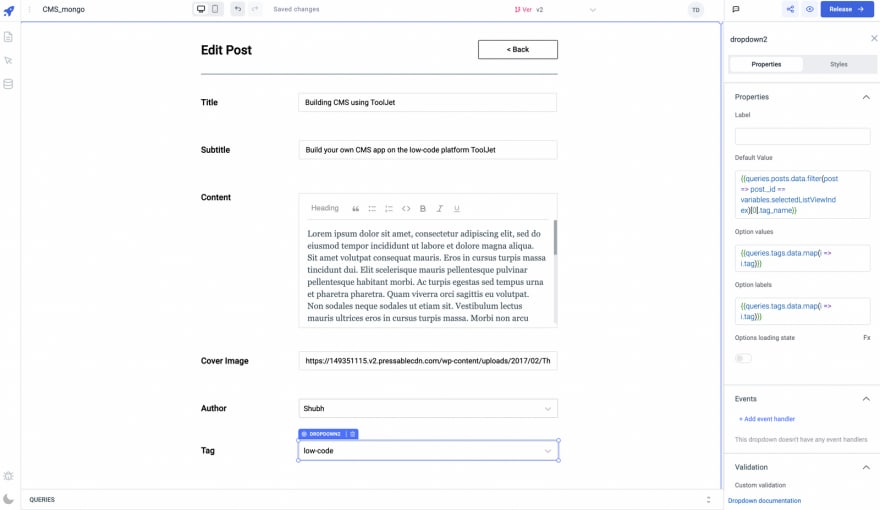 CMS_mongo
Saved changes
Ver v2
TD
Release
Edit Post
< Back
Title
Building CMS using ToolJet
Subtitle
Build your own CMS app on the low-code platform ToolJet
Content
Heading
B I U
Lorem ipsum dolor sit amet, consectetur adipiscing elit, sed do
eiusmod tempor incididunt ut labore et dolore magna aliqua.
Sit amet volutpat consequat mauris. Eros in cursus turpis massa
tincidunt dui. Elit scelerisque mauris pellentesque pulvinar
pellentesque habitant morbi. Ac turpis egestas sed tempus urna
et pharetra pharetra. Quam viverra orci sagittis eu volutpat.
Non sodales neque sodales ut etiam sit. Vestibulum lectus
mauris ultrices eros in cursus turpis massa. Morbi non arcu
Cover Image
https://149351115.v2.pressablecdn.com/wp-content/uploads/2017/02/Th
Author
Shubh
Tag
low-code
QUERIES
dropdown2
Properties
Styles
Properties
Label
Default Value
{{queries.posts.data.filter(post
=> post._id ==
variables.selectedListViewInd
ex)[0].tag_name}}
Option values
{{queries.tags.data.map(i =>
i.tag)}}
Option labels
{{queries.tags.data.map(i =>
i.tag)}}
Options loading state
Fx
Events
+ Add event handler
This dropdown doesn't have any event handlers
Validation
Custom validation
Dropdown documentation